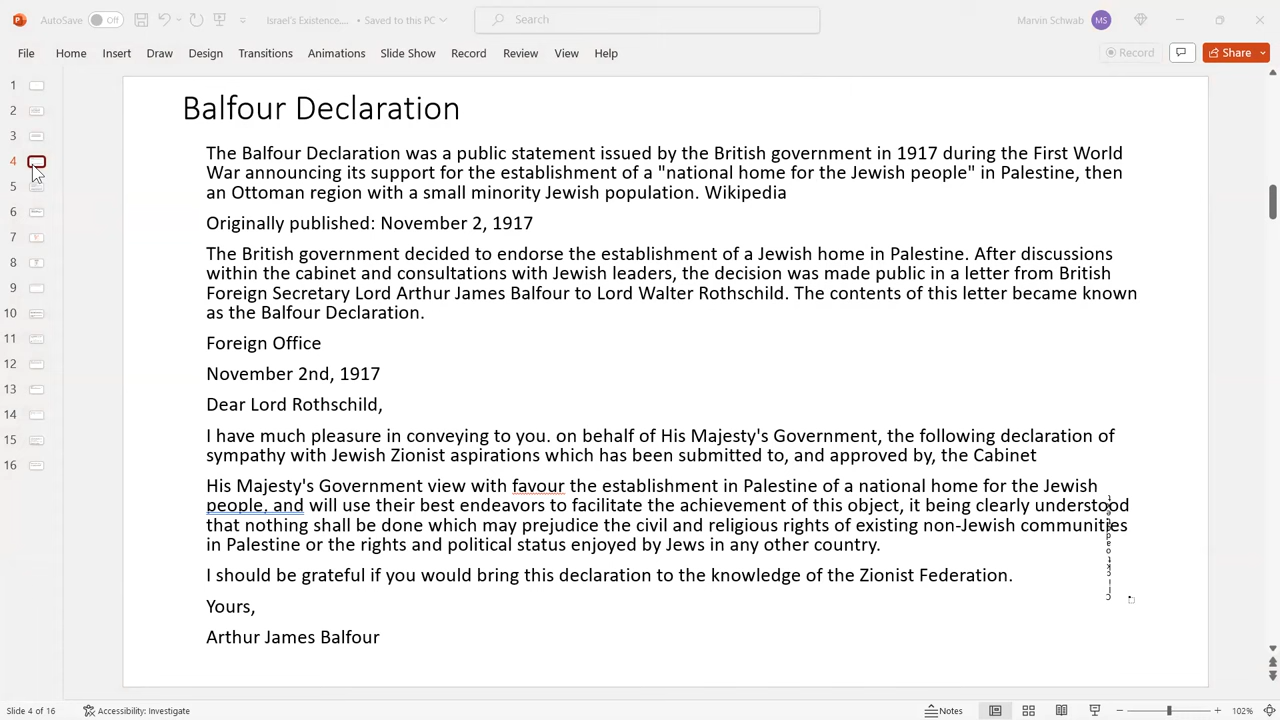 AutoSave Off Israel's Existence.... • Saved to this PC Search Marvin Schwab MS
File Home Insert Draw Design Transitions Animations Slide Show Record Review View Help Record Share
1
2
3
4
5
6
7
8
9
10
11
12
13
14
15
16
Balfour Declaration
The Balfour Declaration was a public statement issued by the British government in 1917 during the First World
War announcing its support for the establishment of a "national home for the Jewish people" in Palestine, then
an Ottoman region with a small minority Jewish population. Wikipedia
Originally published: November 2, 1917
The British government decided to endorse the establishment of a Jewish home in Palestine. After discussions
within the cabinet and consultations with Jewish leaders, the decision was made public in a letter from British
Foreign Secretary Lord Arthur James Balfour to Lord Walter Rothschild. The contents of this letter became known
as the Balfour Declaration.
Foreign Office
November 2nd, 1917
Dear Lord Rothschild,
I have much pleasure in conveying to you. on behalf of His Majesty's Government, the following declaration of
sympathy with Jewish Zionist aspirations which has been submitted to, and approved by, the Cabinet
His Majesty's Government view with favour the establishment in Palestine of a national home for the Jewish
people, and will use their best endeavors to facilitate the achievement of this object, it being clearly understood
that nothing shall be done which may prejudice the civil and religious rights of existing non-Jewish communities
in Palestine or the rights and political status enjoyed by Jews in any other country.
I should be grateful if you would bring this declaration to the knowledge of the Zionist Federation.
Yours,
Arthur James Balfour
Slide 4 of 16 Accessibility: Investigate Notes 102%